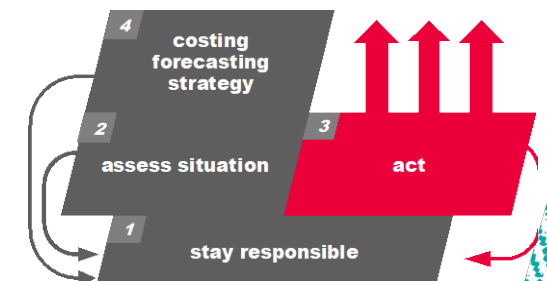 4
costing
forecasting
strategy
2
assess situation
3
act
1
stay responsible